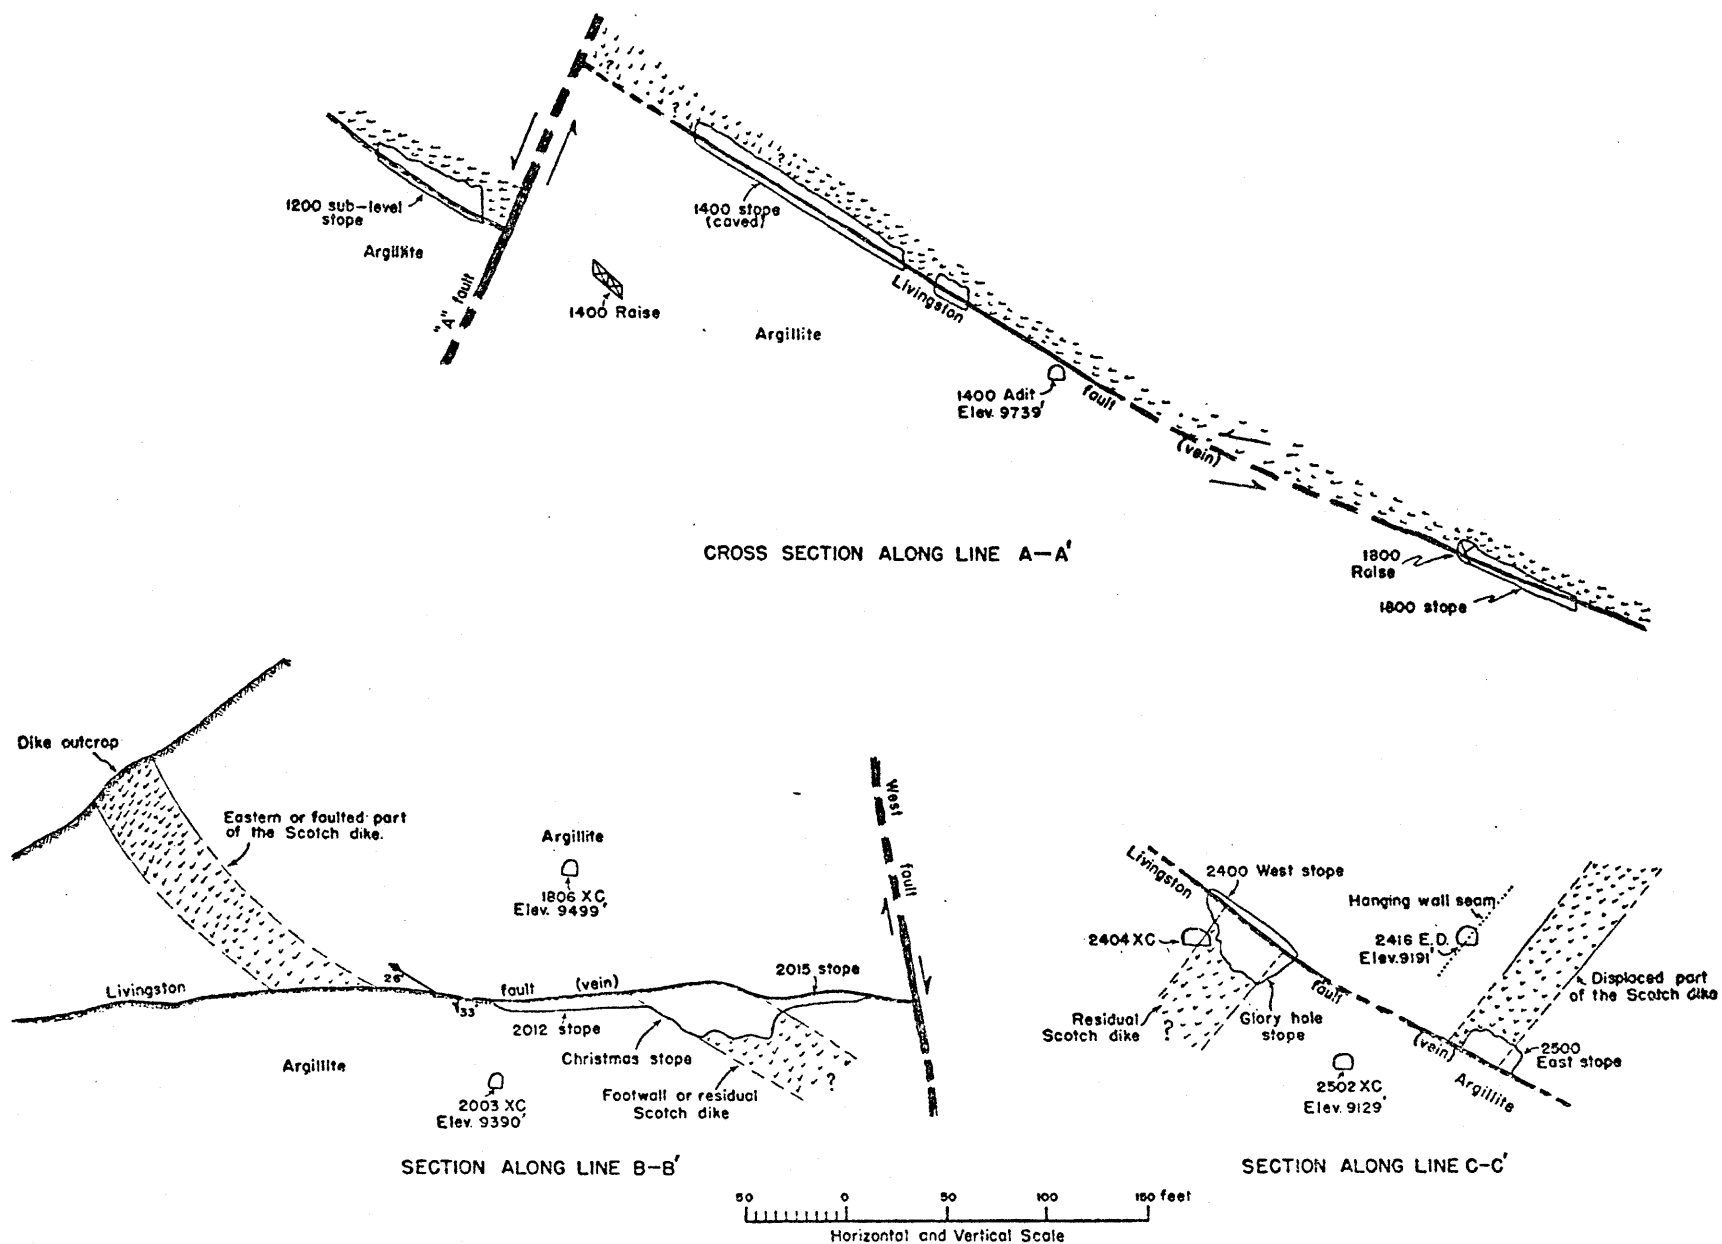 ?
?
?
1200 sub-level
stope
Argillite
"A" fault
1400 Raise
1400 stope
(caved)
Livingston
Argillite
1400 Adit
Elev. 9739'
fault
(vein)
1800
Raise
1800 stope
CROSS SECTION ALONG LINE A—A'
Dike outcrop
Eastern or faulted part
of the Scotch dike.
Argillite
1806 XC
Elev. 9499'
West fault
Livingston
26
33
fault
(vein)
2015 stope
2012 stope
Christmas stope
Argillite
2003 XC
Elev. 9390'
Footwall or residual
Scotch dike
?
SECTION ALONG LINE B-B'
Livingston
2400 West stope
2404 XC
Hanging wall seam
2416 E.D.
Elev. 9191'
Displaced part
of the Scotch dike
fault
Residual
Scotch dike
?
Glory hole
stope
(vein)
2500
East stope
Argillite
2502 XC
Elev. 9129'
SECTION ALONG LINE C-C'
50 0 50 100 150 feet
Horizontal and Vertical Scale